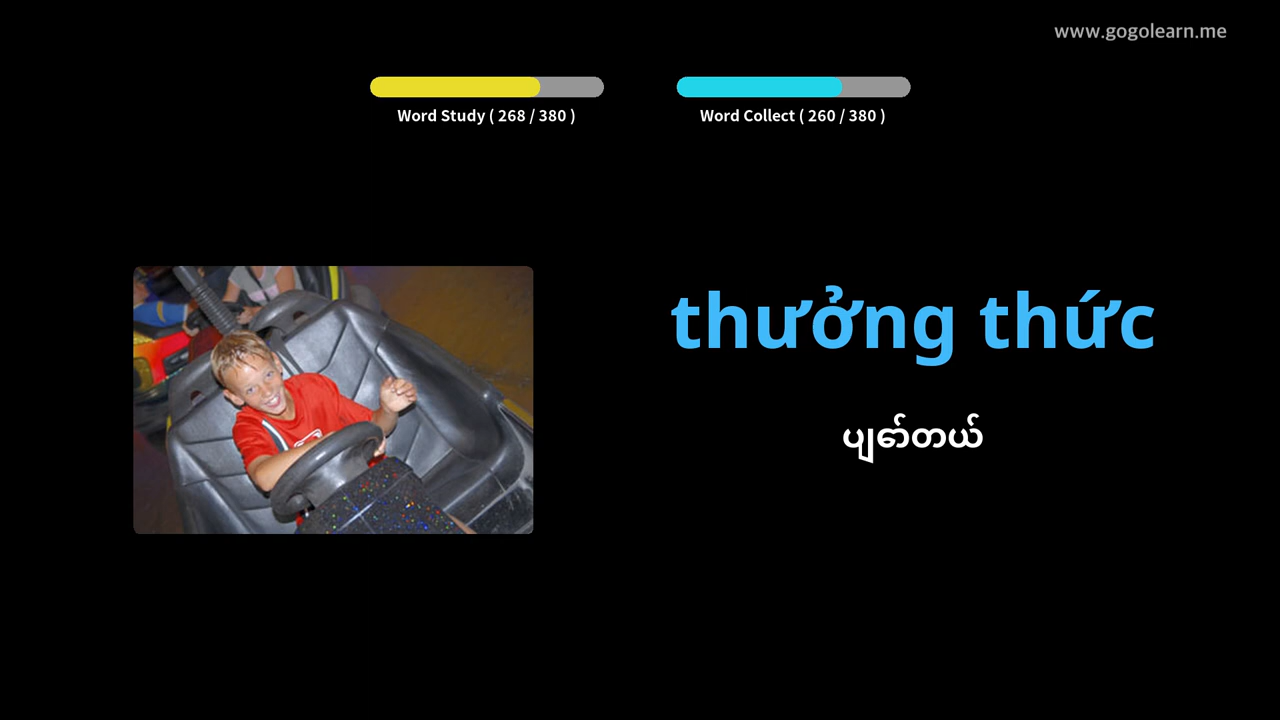 www.gogolearn.me
Word Study ( 268 / 380 )
Word Collect ( 260 / 380 )
thưởng thức
ပျော်တယ်